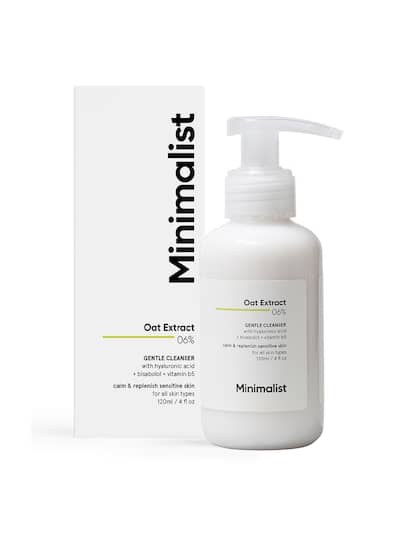 Minimalist
Oat Extract
06%
GENTLE CLEANSER
with hyaluronic acid
+ bisabolol + vitamin b5
calm & replenish sensitive skin
for all skin types
120ml / 4 fl oz
Oat Extract
06%
GENTLE CLEANSER
with hyaluronic acid
+ bisabolol + vitamin b5
calm & replenish sensitive skin
for all skin types
120ml / 4 fl oz
Minimalist